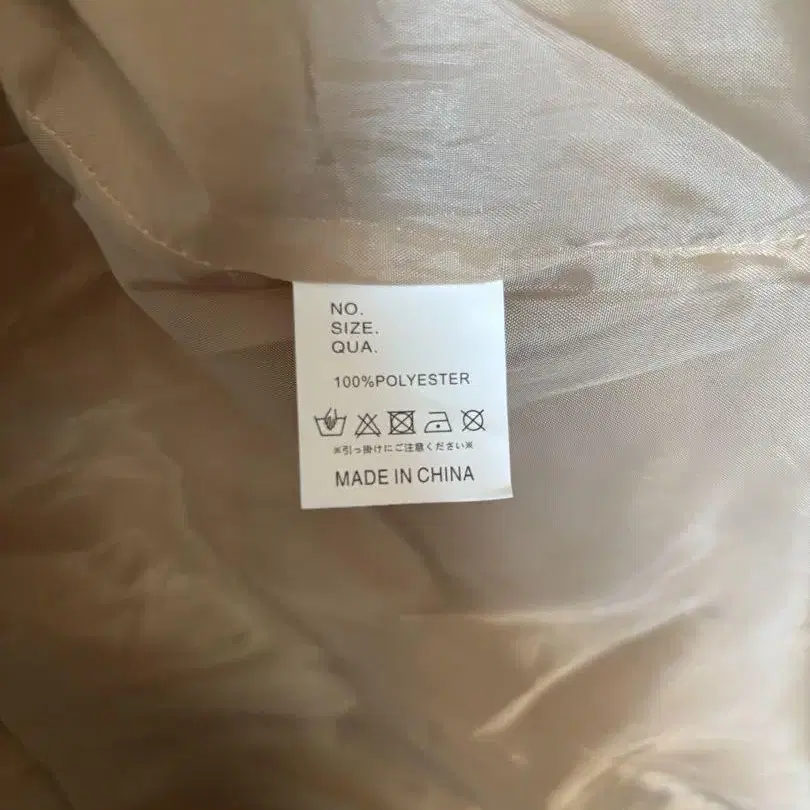 NO.
SIZE.
QUA.
100%POLYESTER
※引っ掛けにご注意ください※
MADE IN CHINA